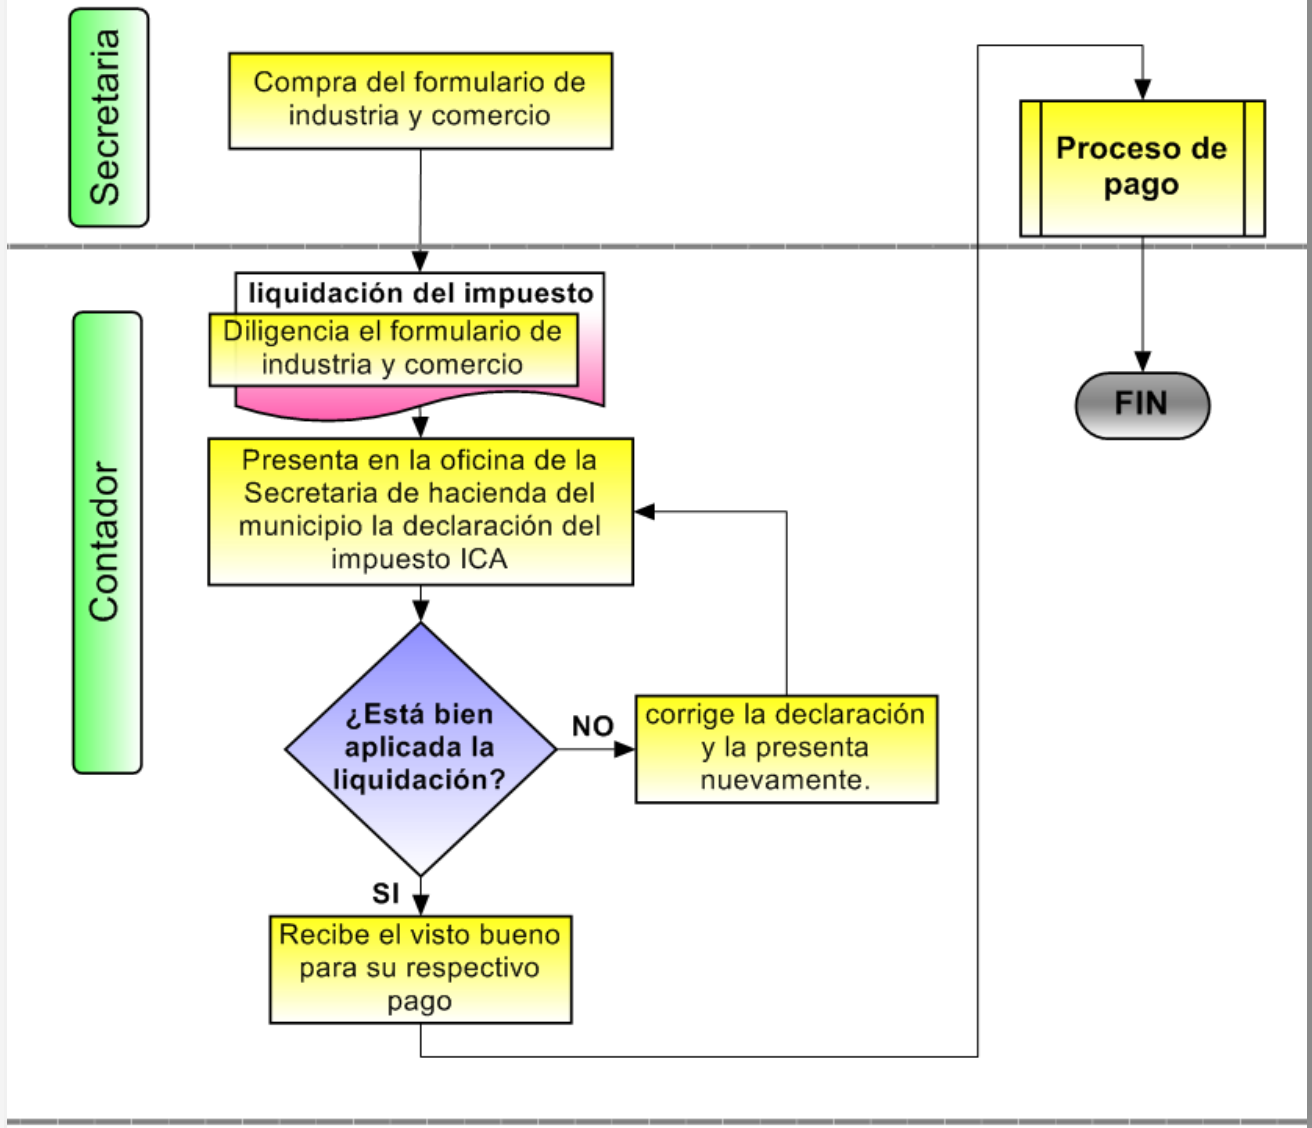 Secretaria
Compra del formulario de
industria y comercio
Proceso de
pago
FIN
Contador
liquidación del impuesto
Diligencia el formulario de
industria y comercio
Presenta en la oficina de la
Secretaria de hacienda del
municipio la declaración del
impuesto ICA
¿Está bien
aplicada la
liquidación?
NO
corrige la declaración
y la presenta
nuevamente.
SI
Recibe el visto bueno
para su respectivo
pago